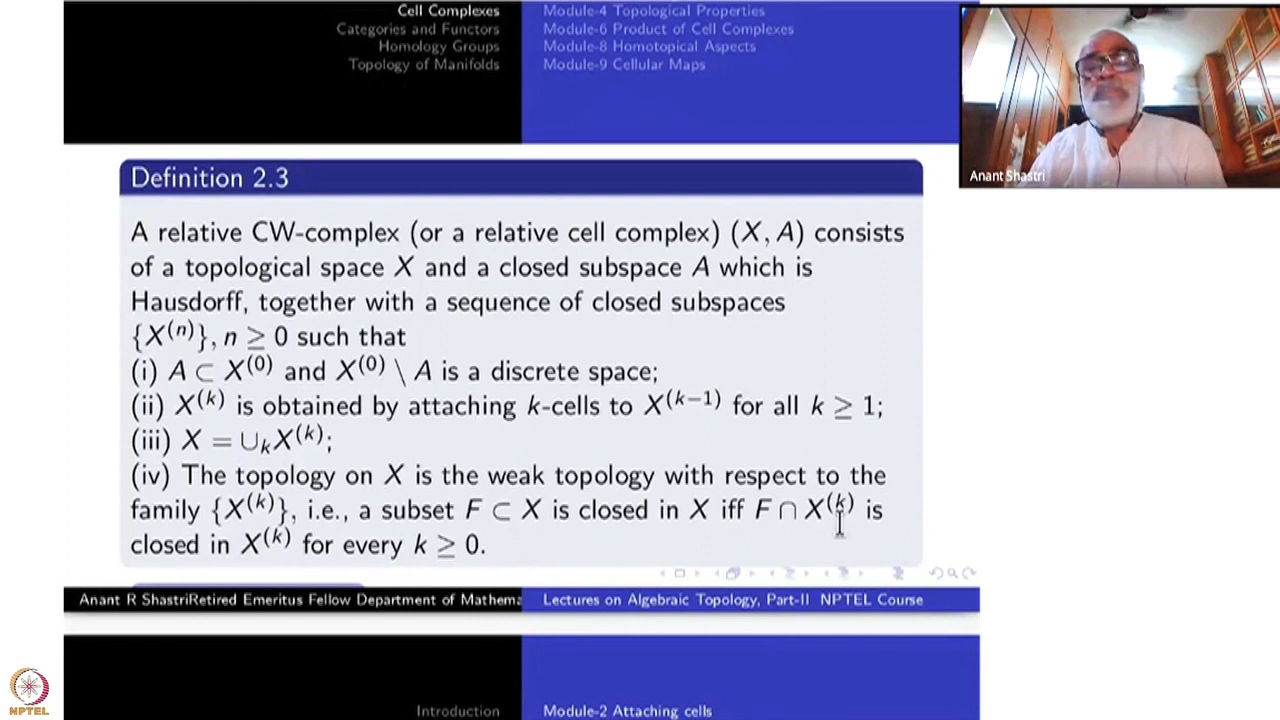 Cell Complexes
Categories and Functors
Homology Groups
Topology of Manifolds
Module-4 Topological Properties
Module-6 Product of Cell Complexes
Module-8 Homotopical Aspects
Module-9 Cellular Maps
Anant Shastri
Definition 2.3
A relative CW-complex (or a relative cell complex) (X, A) consists
of a topological space X and a closed subspace A which is
Hausdorff, together with a sequence of closed subspaces
{X^(n)}, n ≥ 0 such that
(i) A ⊂ X^(0) and X^(0) \ A is a discrete space;
(ii) X^(k) is obtained by attaching k-cells to X^(k−1) for all k ≥ 1;
(iii) X = ∪_k X^(k);
(iv) The topology on X is the weak topology with respect to the
family {X^(k)}, i.e., a subset F ⊂ X is closed in X iff F ∩ X^(k) is
closed in X^(k) for every k ≥ 0.
Anant R ShastriRetired Emeritus Fellow Department of Mathema
Lectures on Algebraic Topology, Part-II NPTEL Course
Introduction
Module-2 Attaching cells
NPTEL